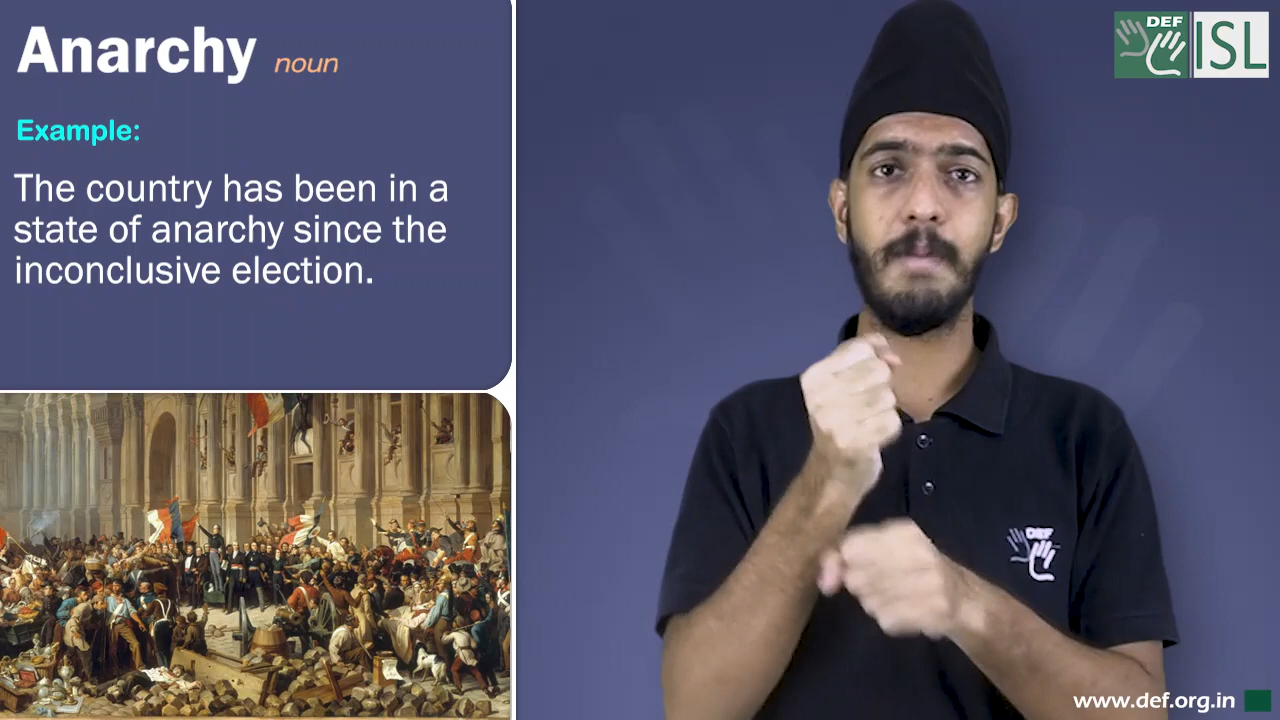 Anarchy noun
Example:
The country has been in a
state of anarchy since the
inconclusive election.
DEF
ISL
DEF
www.def.org.in